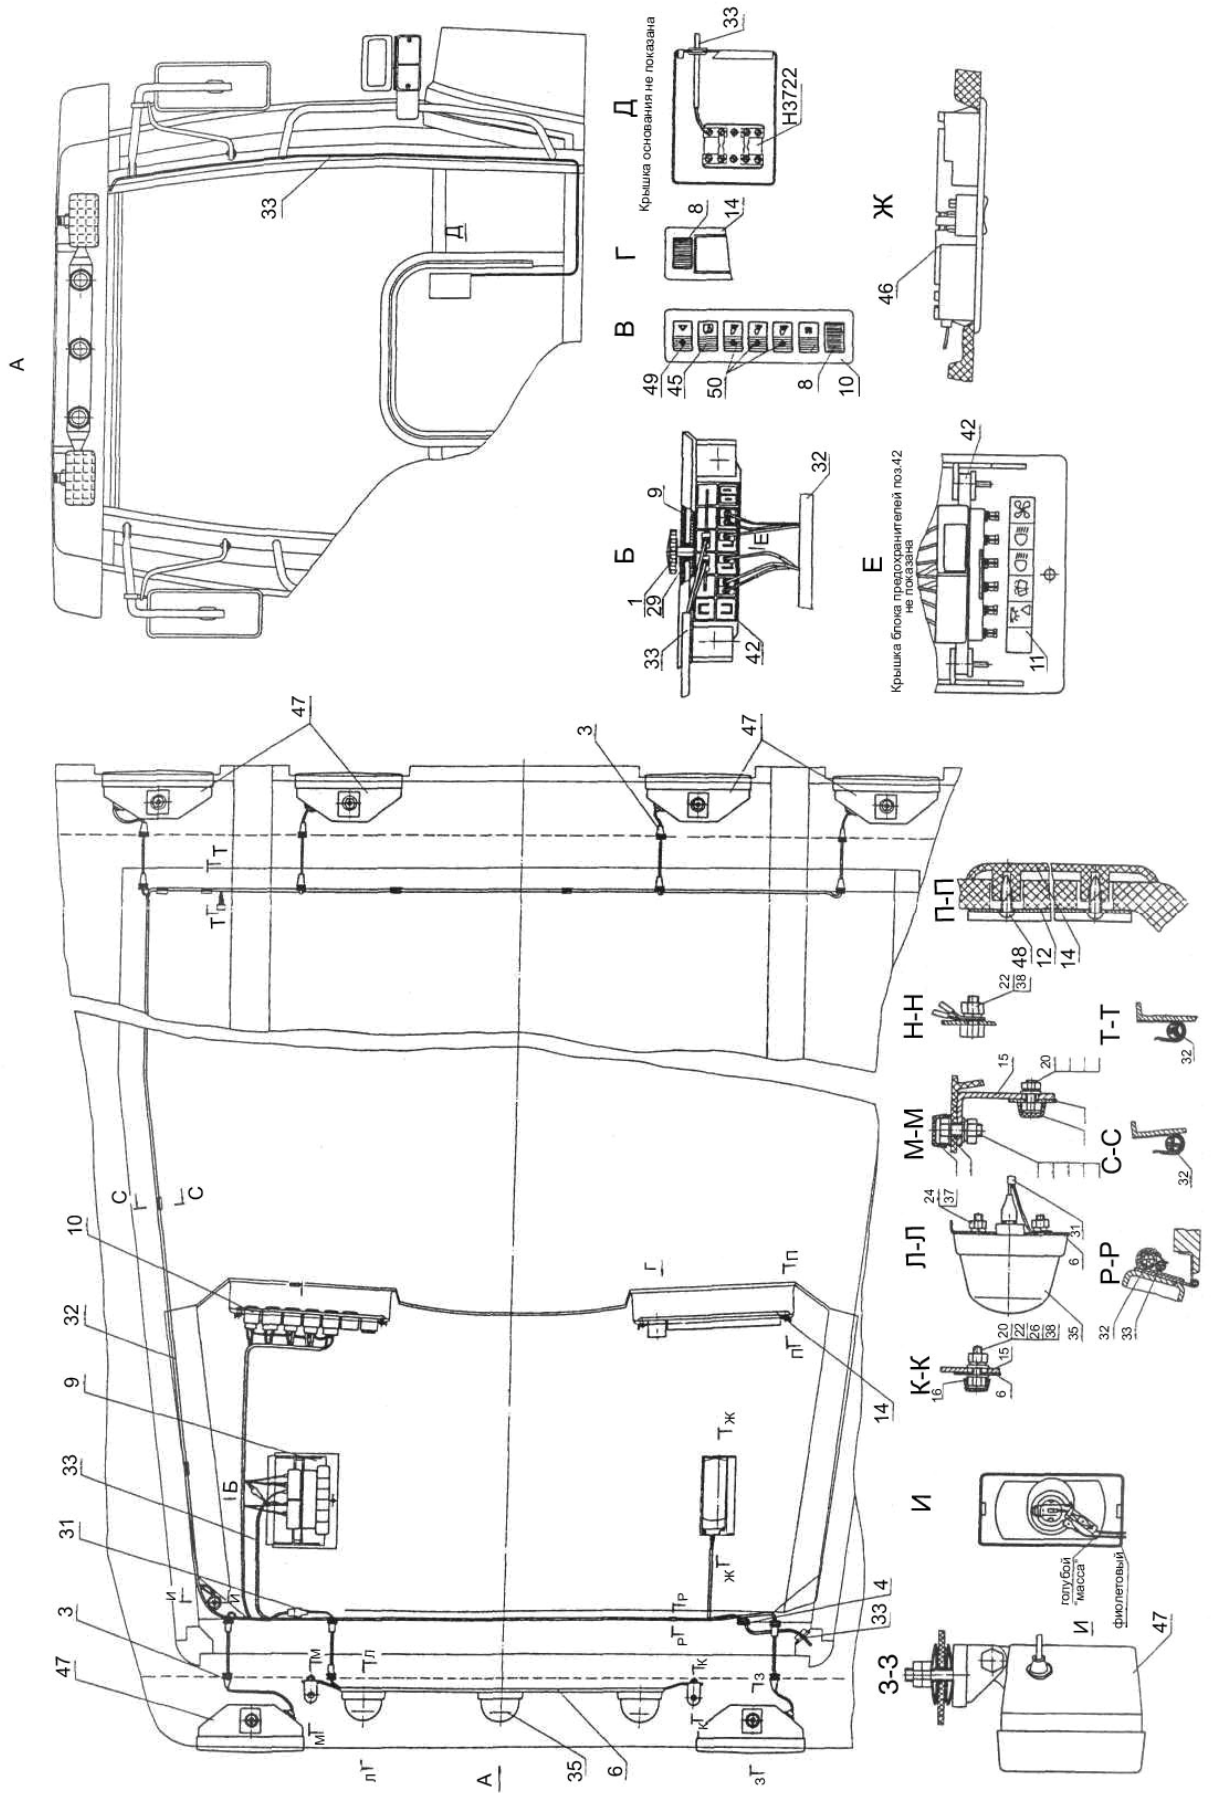 А
33
Д
47
3
47
Т
Т
С
С
10
32
9
33
31
3
47
Б
И
И
Г
П
П
14
Ж
Ж
Р
Р
4
33
М
М
Л
Л
К
К
З
З
А
35
6
Б
1
29
9
33
42
Е
32
В
49
45
50
8
10
Г
8
14
Д
Крышка основания не показана
33
Н3722
Е
Крышка блока предохранителей поз.42
не показана
42
11
Ж
46
З-З
И
47
И
голубой
"масса"
фиолетовый
К-К
16
15
6
20
22
26
38
Л-Л
24
37
31
6
35
М-М
15
20
Н-Н
22
38
П-П
48
12
14
Р-Р
32
33
С-С
32
Т-Т
32